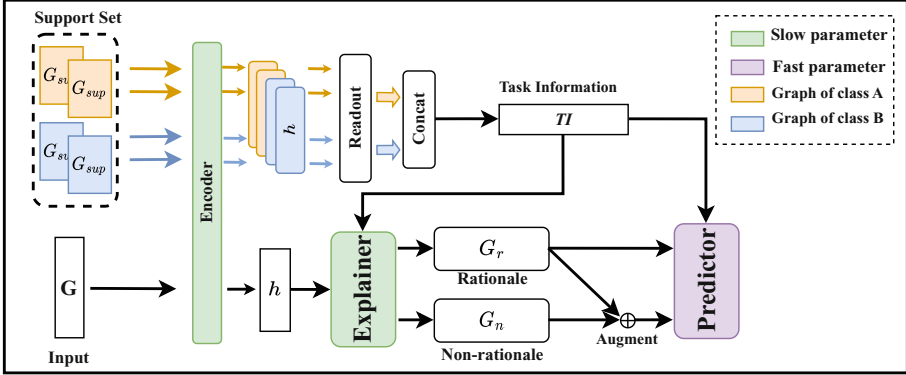 Support Set
G_sup
G_sup
Encoder
h
Readout
Concat
Task Information
TI
Slow parameter
Fast parameter
Graph of class A
Graph of class B
G
Input
h
Explainer
G_r
Rationale
G_n
Non-rationale
Augment
Predictor